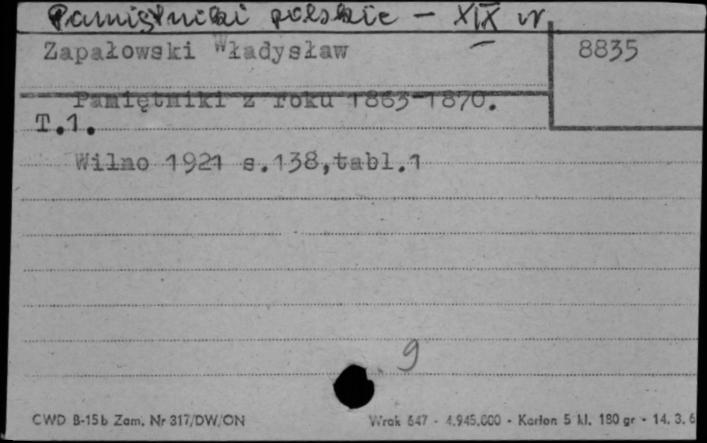 Pamiętniki polskie - XIX w
Zapałowski Władysław
8835
Pamiętniki z roku 1863-1870.
T.1.
Wilno 1921 s.138,tabl.1
9
CWD B-15b Zam. Nr 317/DW/ON
Wrak 647 - 4.945.000 - Karton 5 kl. 180 gr - 14. 3. 6